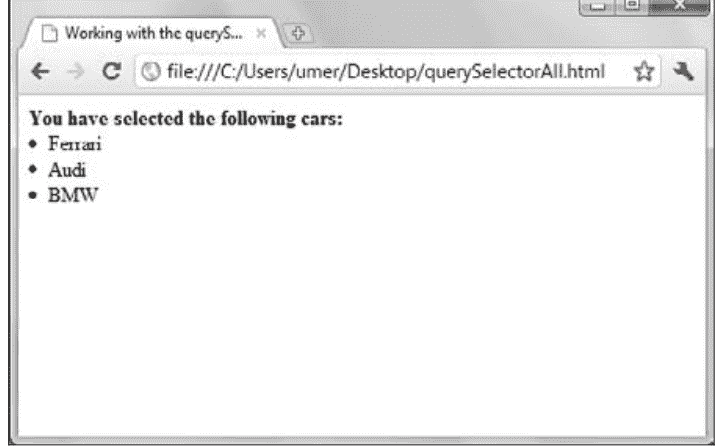 Working with the queryS...
file:///C:/Users/umer/Desktop/querySelectorAll.html
You have selected the following cars:
• Ferrari
• Audi
• BMW